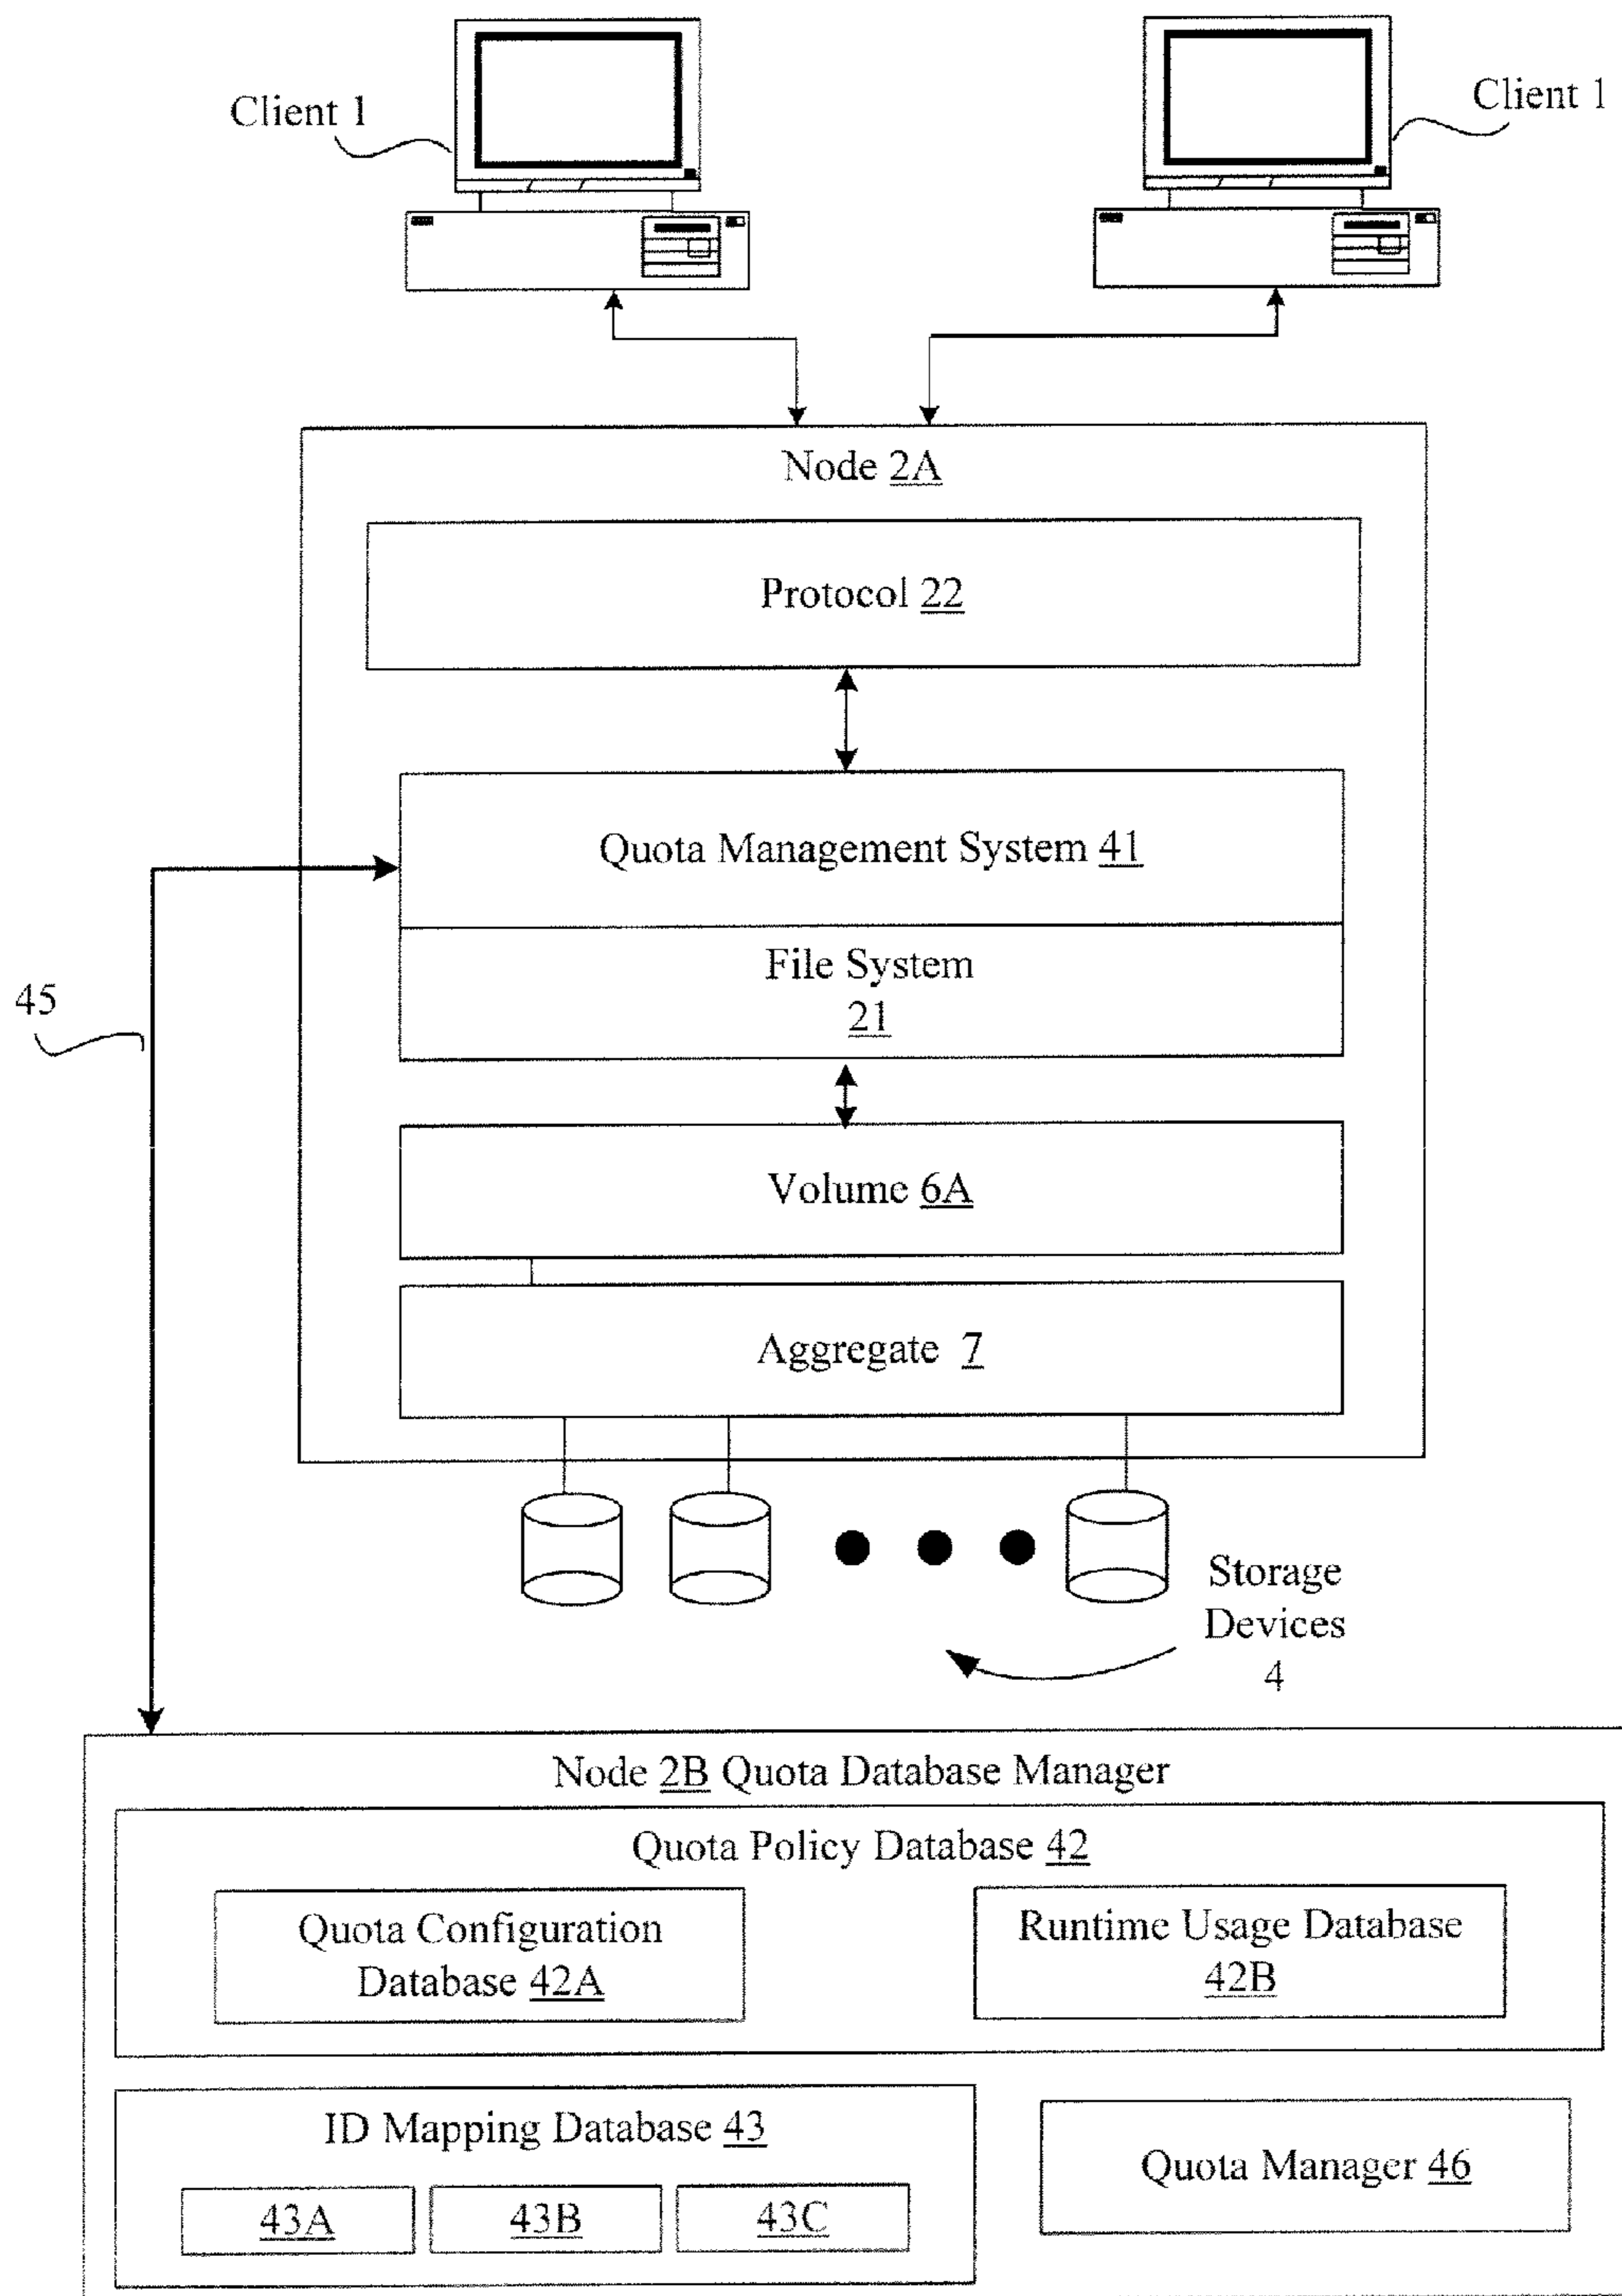 Client 1
Client 1
Node 2A
Protocol 22
Quota Management System 41
File System
21
45
Volume 6A
Aggregate 7
Storage
Devices
4
Node 2B Quota Database Manager
Quota Policy Database 42
Quota Configuration
Database 42A
Runtime Usage Database
42B
ID Mapping Database 43
43A
43B
43C
Quota Manager 46